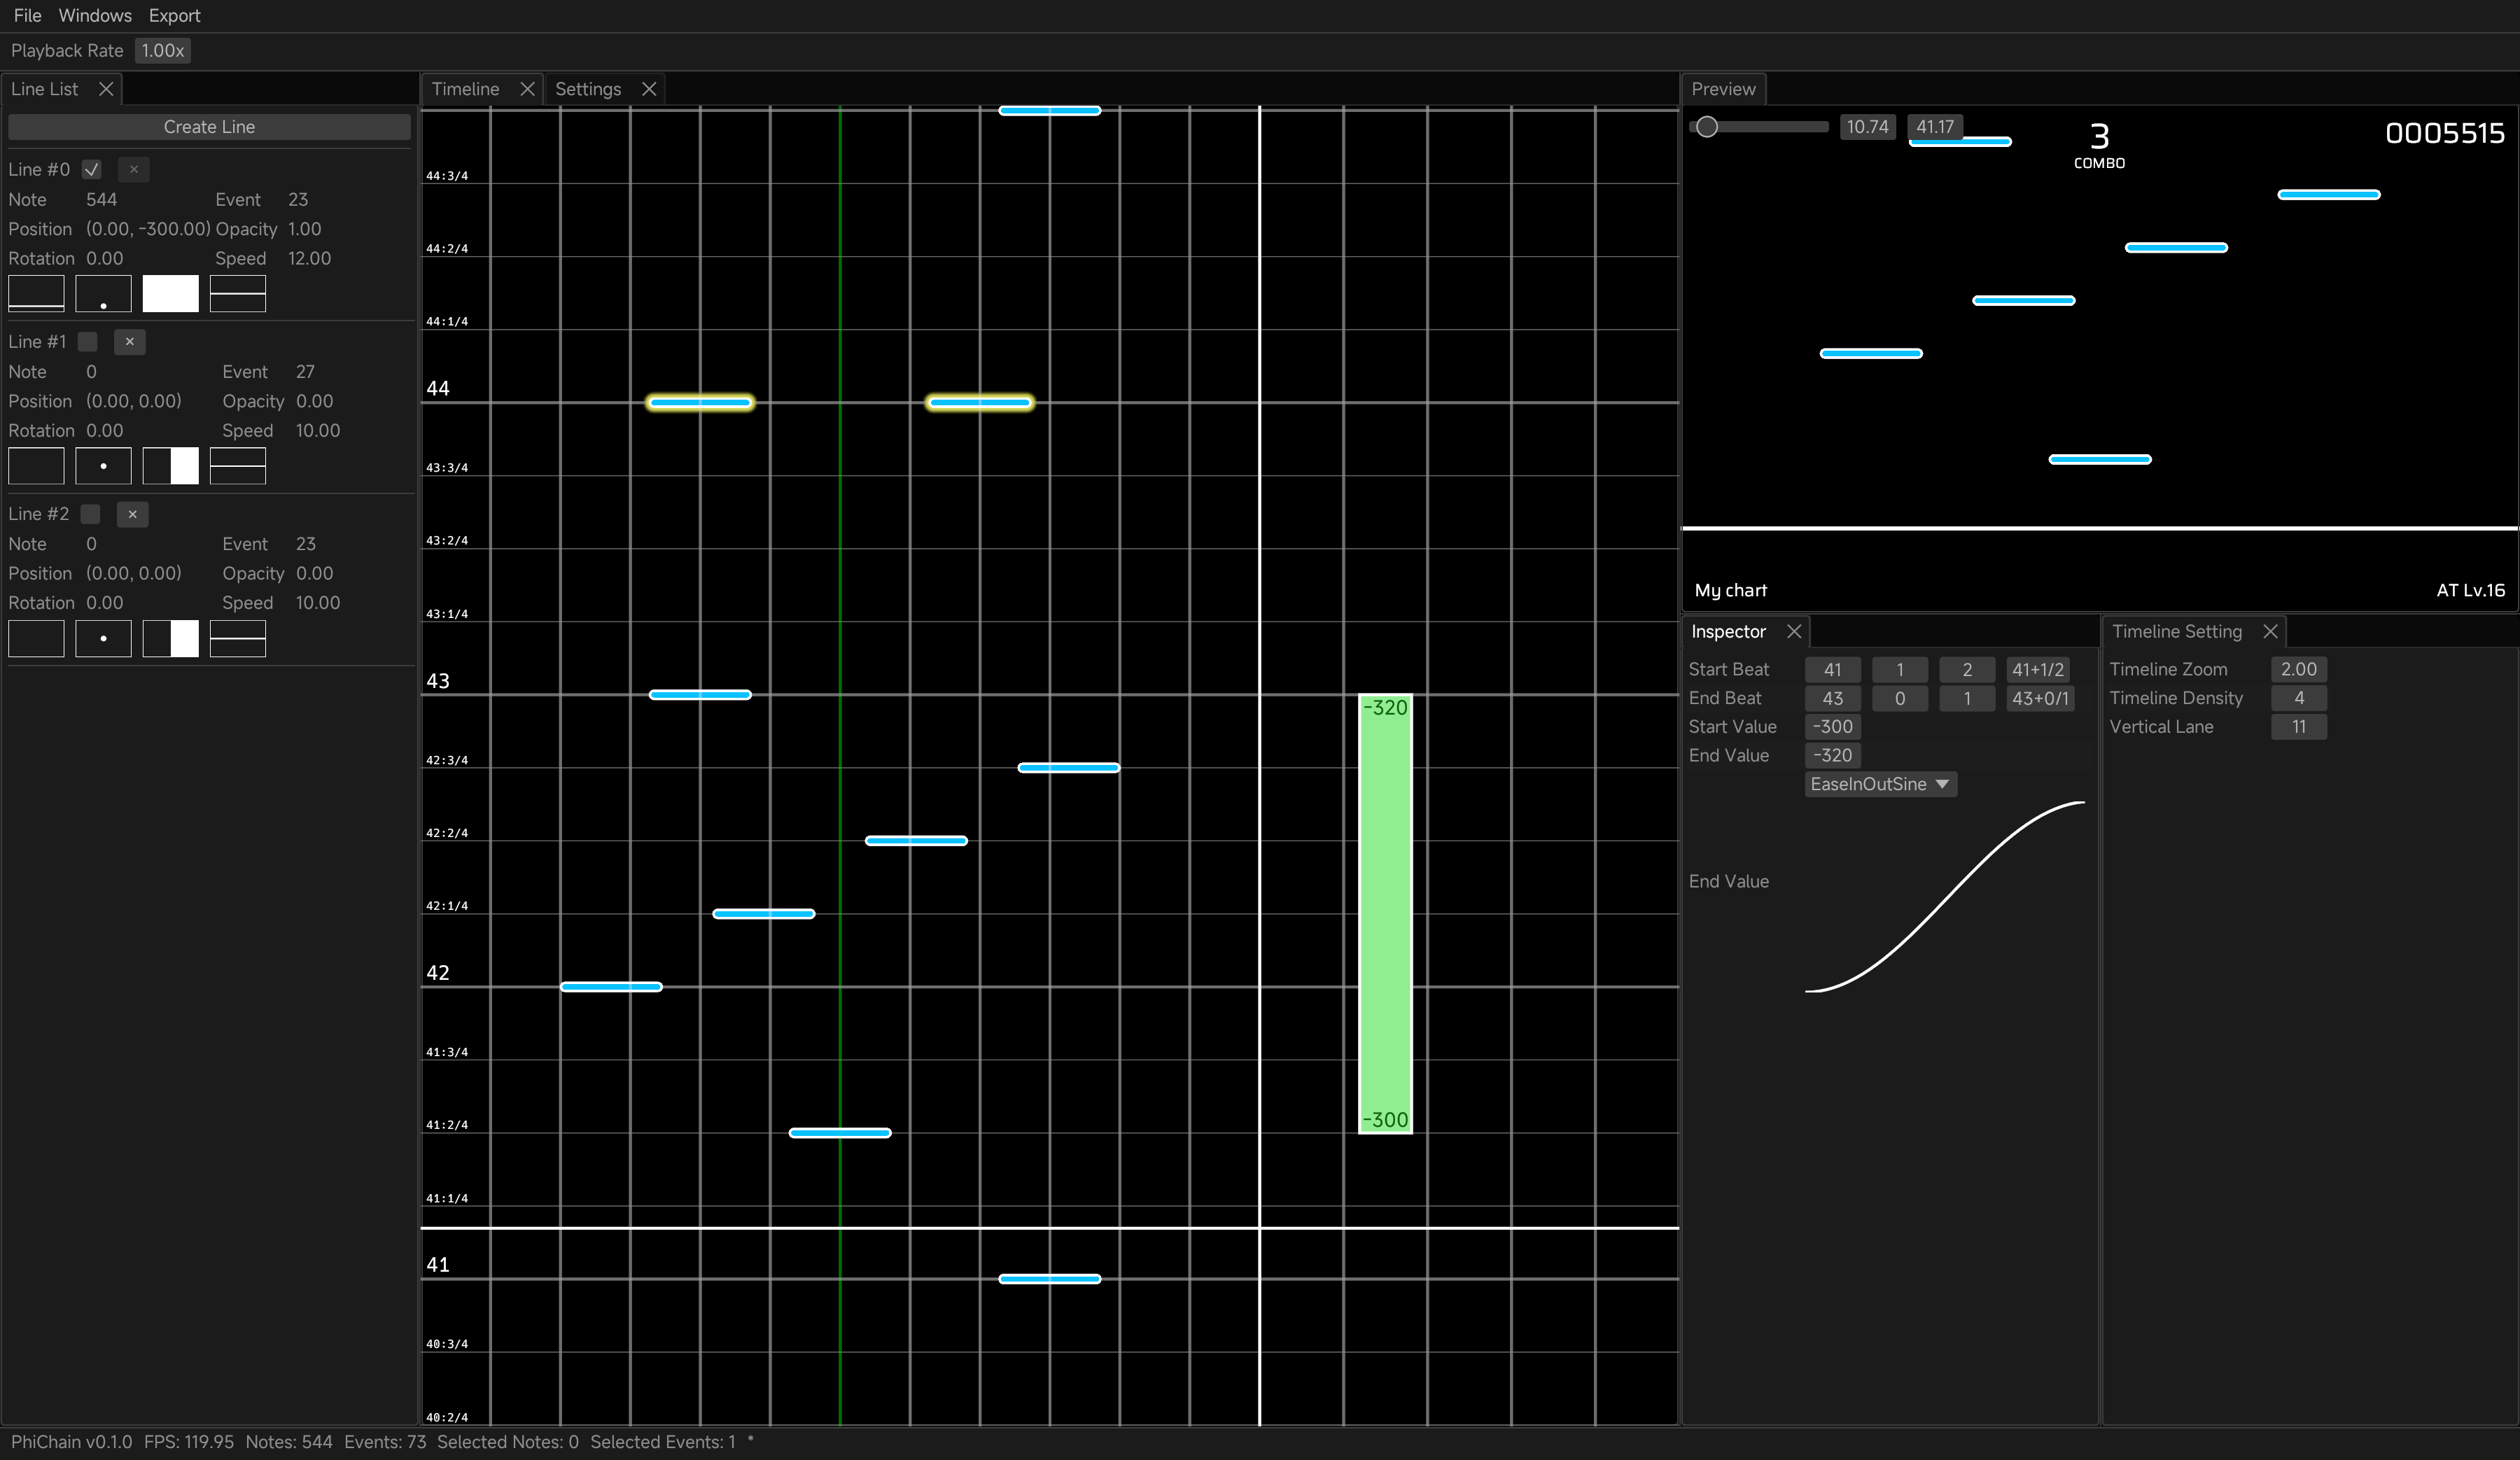 File Windows Export
Playback Rate 1.00x
Line List
Create Line
Line #0
Note 544 Event 23
Position (0.00, -300.00) Opacity 1.00
Rotation 0.00 Speed 12.00
Line #1
Note 0 Event 27
Position (0.00, 0.00) Opacity 0.00
Rotation 0.00 Speed 10.00
Line #2
Note 0 Event 23
Position (0.00, 0.00) Opacity 0.00
Rotation 0.00 Speed 10.00
Timeline Settings
44:3/4
44:2/4
44:1/4
44
43:3/4
43:2/4
43:1/4
43
-320
42:3/4
42:2/4
42:1/4
42
41:3/4
-300
41:2/4
41:1/4
41
40:3/4
40:2/4
Preview
10.74 41.17
3
COMBO
0005515
My chart
AT Lv.16
Inspector
Start Beat 41 1 2 41+1/2
End Beat 43 0 1 43+0/1
Start Value -300
End Value -320
EaseInOutSine
End Value
Timeline Setting
Timeline Zoom 2.00
Timeline Density 4
Vertical Lane 11
PhiChain v0.1.0 FPS: 119.95 Notes: 544 Events: 73 Selected Notes: 0 Selected Events: 1 *